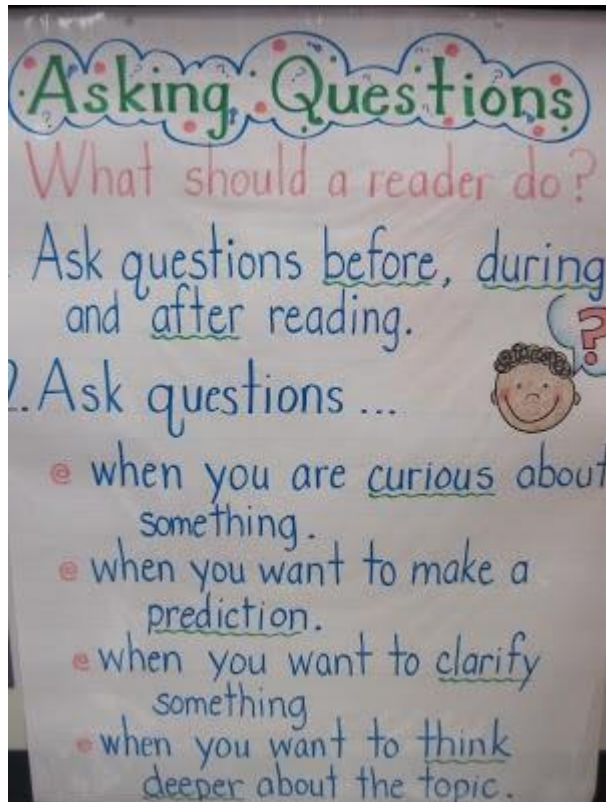 Asking Questions
What should a reader do?
. Ask questions before, during
and after reading.
2. Ask questions ...
when you are curious about
something.
when you want to make a
prediction.
when you want to clarify
something
when you want to think
deeper about the topic.
?